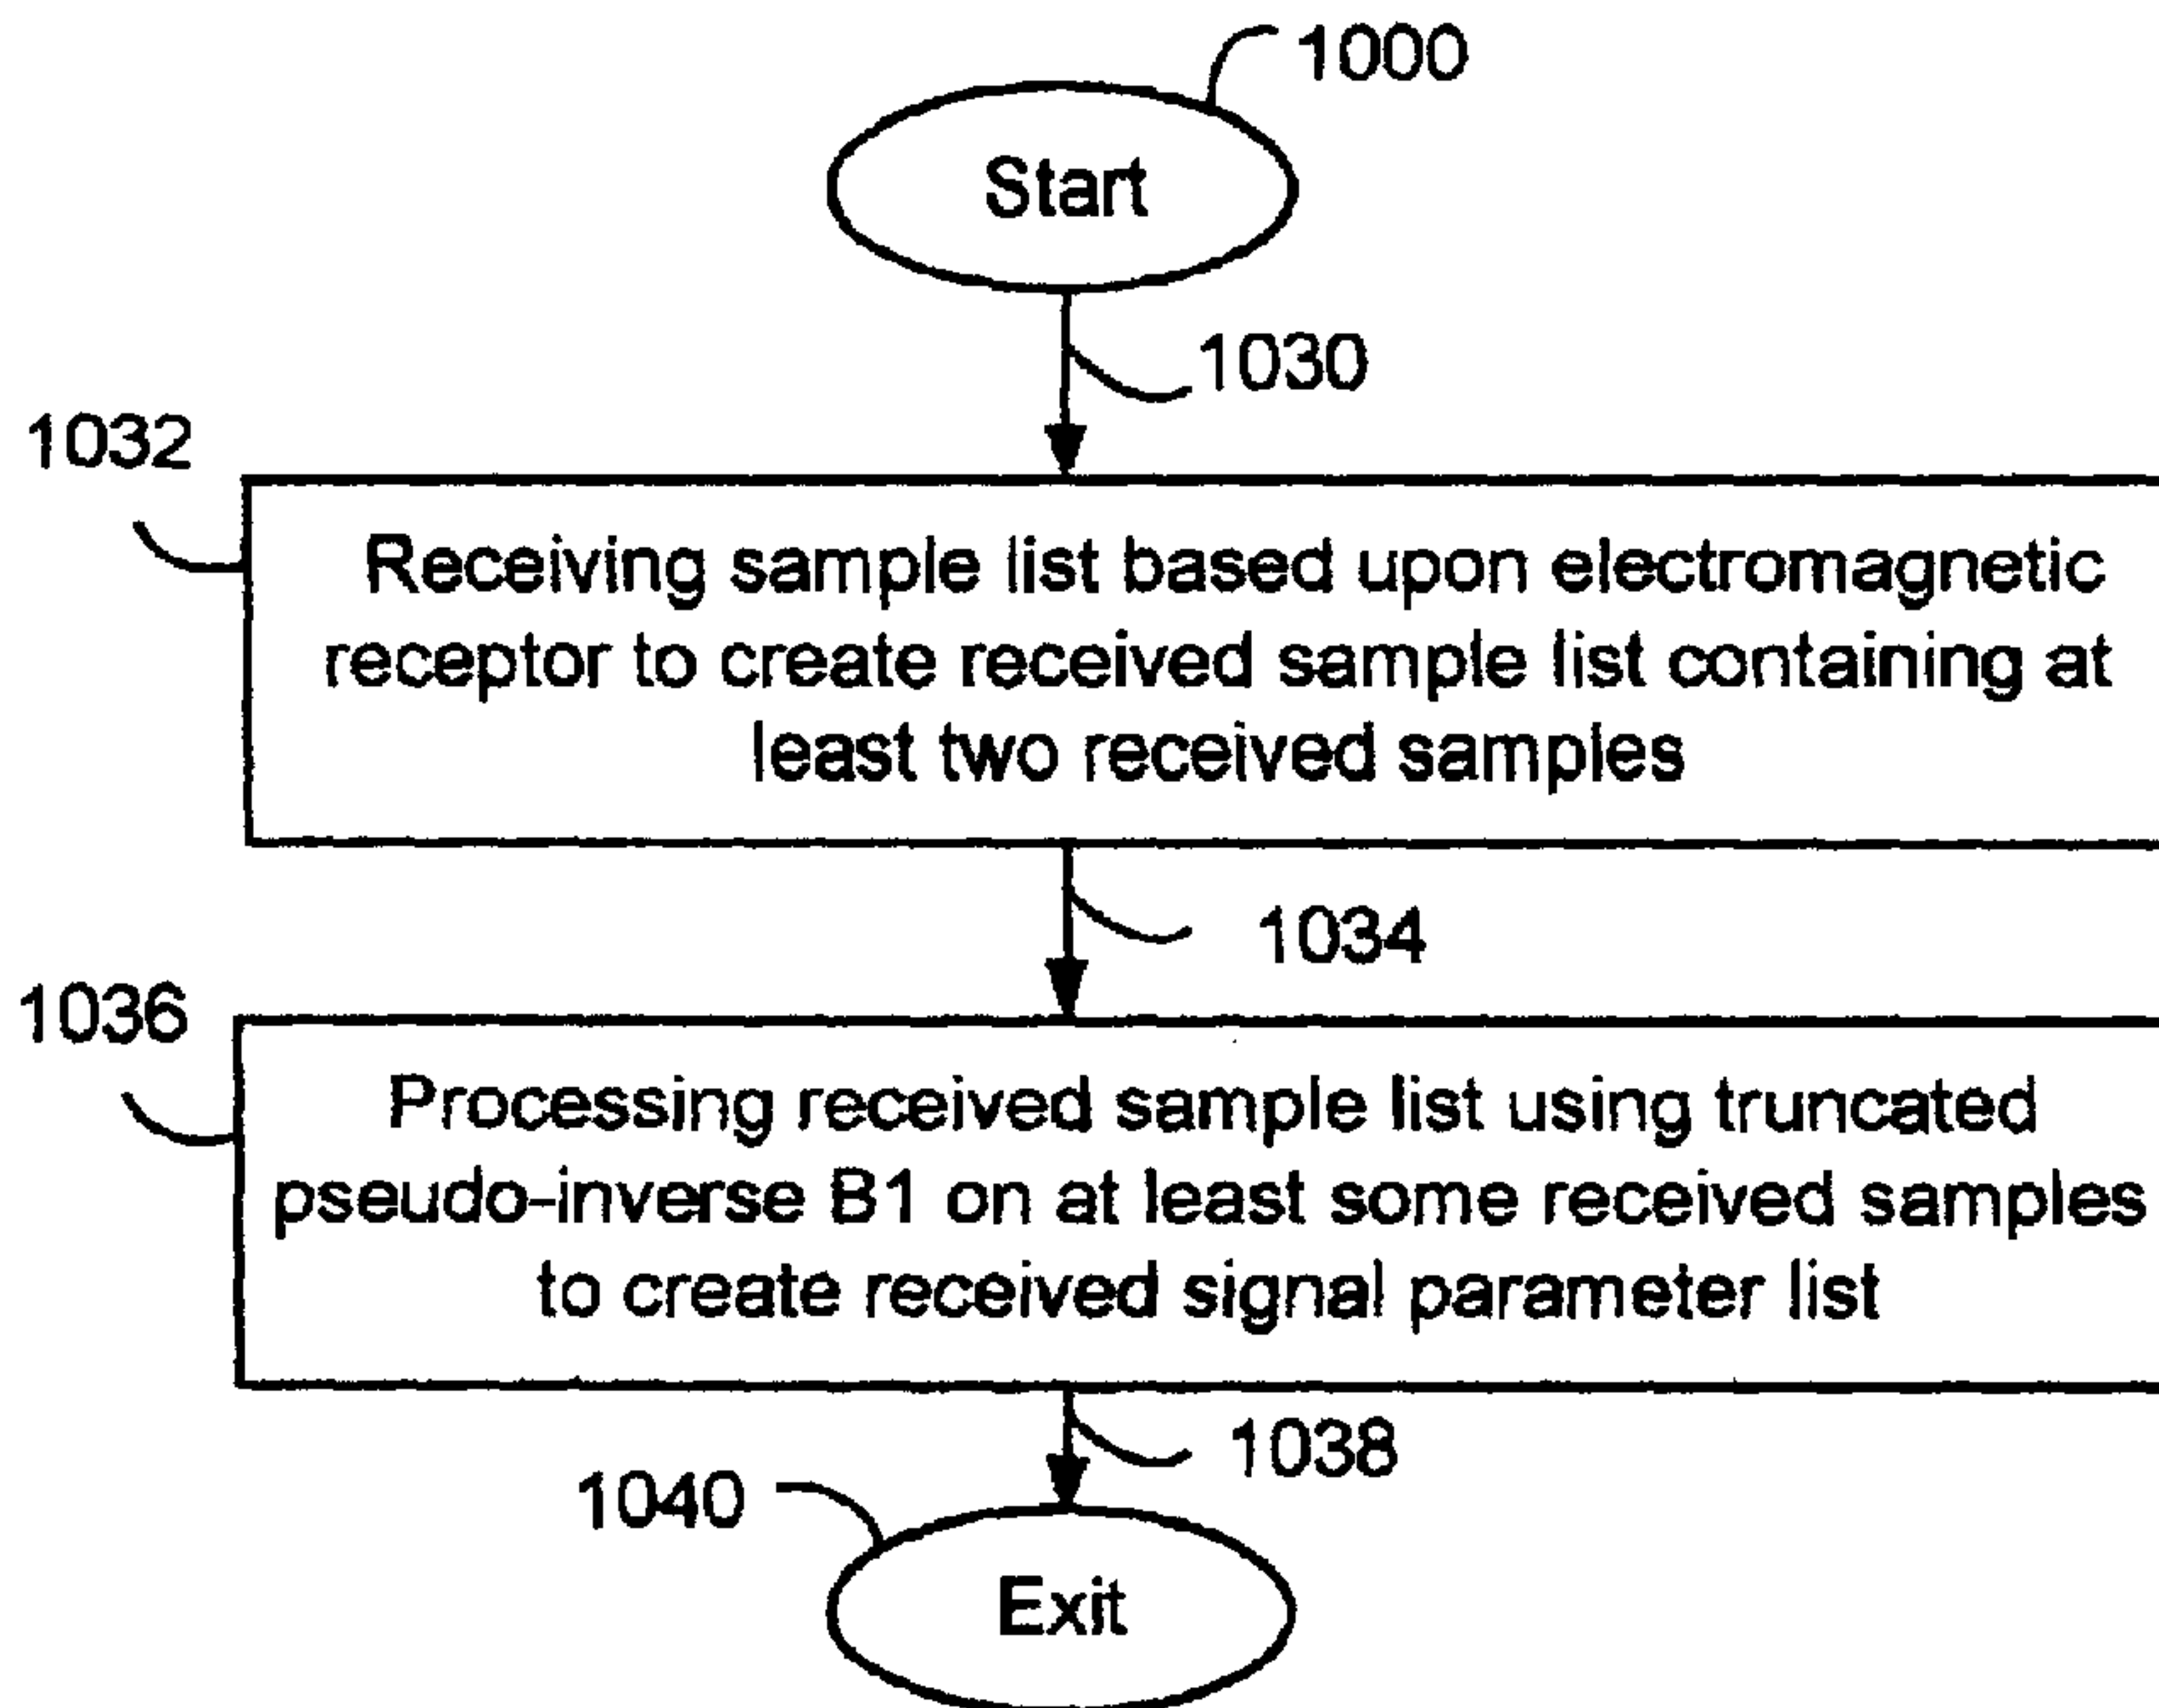 1000
Start
1030
1032
Receiving sample list based upon electromagnetic
receptor to create received sample list containing at
least two received samples
1034
1036
Processing received sample list using truncated
pseudo-inverse B1 on at least some received samples
to create received signal parameter list
1038
1040
Exit